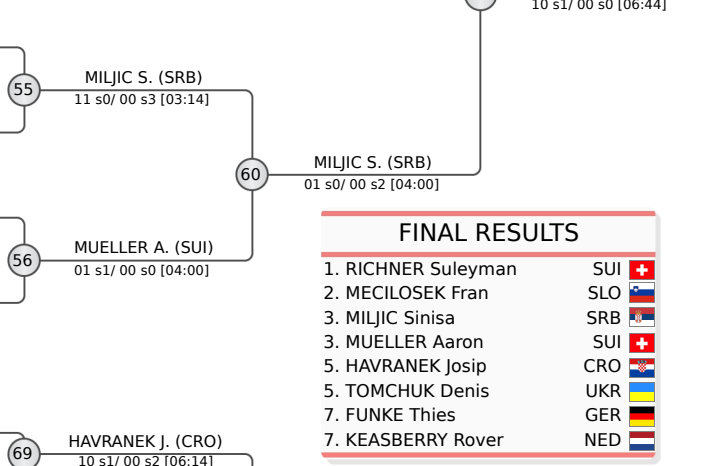 10 s1/ 00 s0 [06:44]
MILJIC S. (SRB)
55
11 s0/ 00 s3 [03:14]
MILJIC S. (SRB)
60
01 s0/ 00 s2 [04:00]
MUELLER A. (SUI)
56
01 s1/ 00 s0 [04:00]
FINAL RESULTS
1. RICHNER Suleyman SUI
2. MECILOSEK Fran SLO
3. MILJIC Sinisa SRB
3. MUELLER Aaron SUI
5. HAVRANEK Josip CRO
5. TOMCHUK Denis UKR
7. FUNKE Thies GER
7. KEASBERRY Rover NED
HAVRANEK J. (CRO)
69
10 s1/ 00 s2 [06:14]